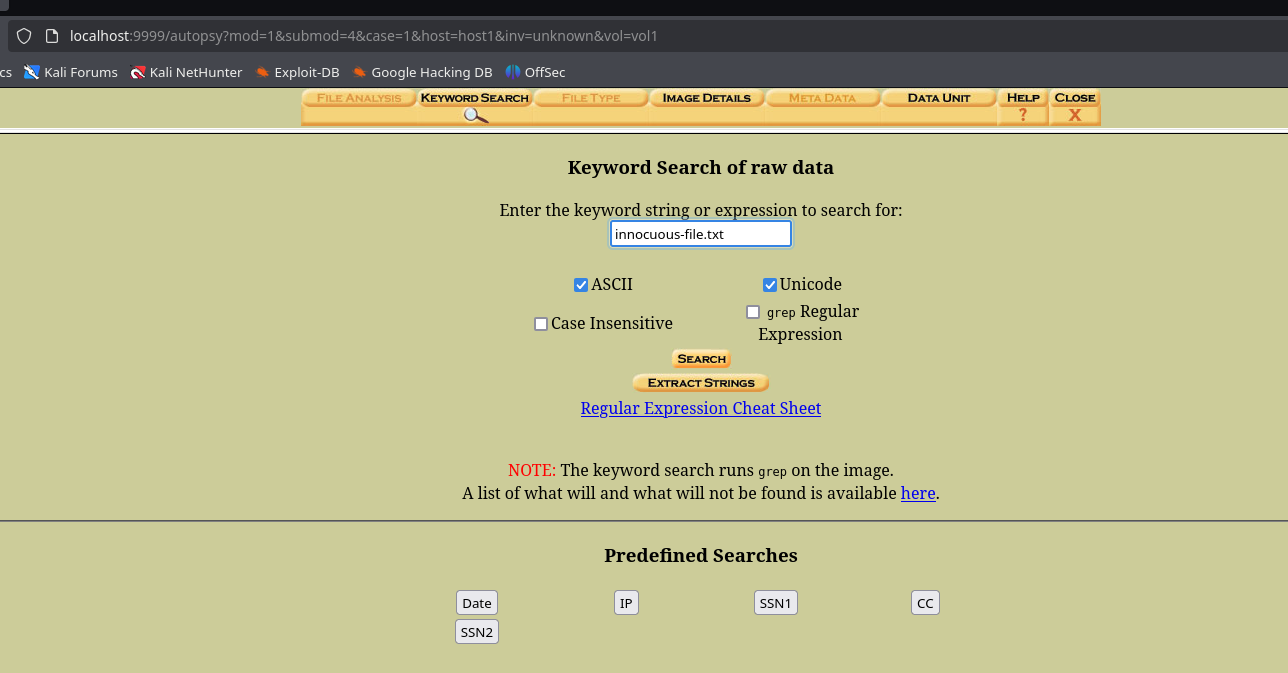 localhost:9999/autopsy?mod=1&submod=4&case=1&host=host1&inv=unknown&vol=vol1
cs Kali Forums Kali NetHunter Exploit-DB Google Hacking DB OffSec
FILE ANALYSIS KEYWORD SEARCH FILE TYPE IMAGE DETAILS META DATA DATA UNIT HELP CLOSE
? X
Keyword Search of raw data
Enter the keyword string or expression to search for:
innocuous-file.txt
ASCII Unicode
Case Insensitive grep Regular
Expression
SEARCH
EXTRACT STRINGS
Regular Expression Cheat Sheet
NOTE: The keyword search runs grep on the image.
A list of what will and what will not be found is available here.
Predefined Searches
Date IP SSN1 CC
SSN2